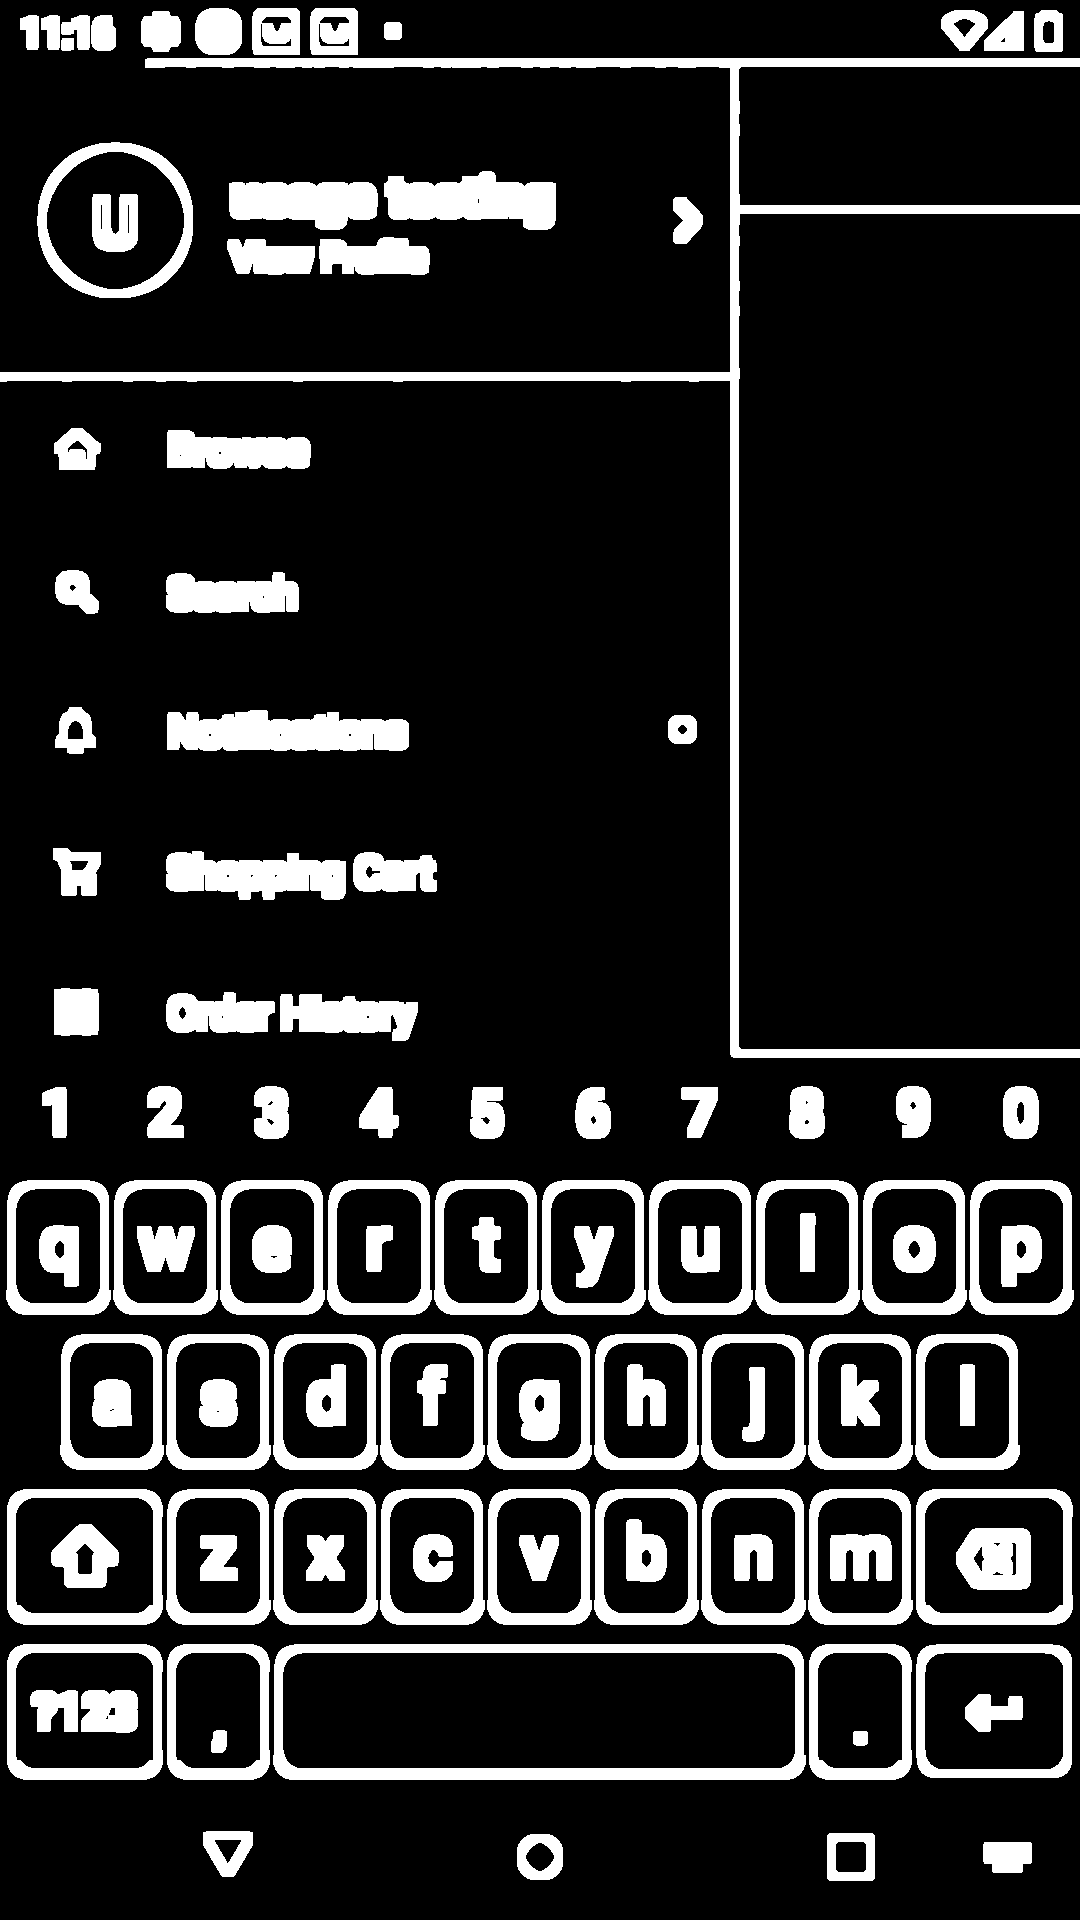 11:16
U
usage testing
View Profile
Browse
Search
Notifications
Shopping Cart
Order History
1 2 3 4 5 6 7 8 9 0
q w e r t y u i o p
a s d f g h j k l
z x c v b n m
?123 , .